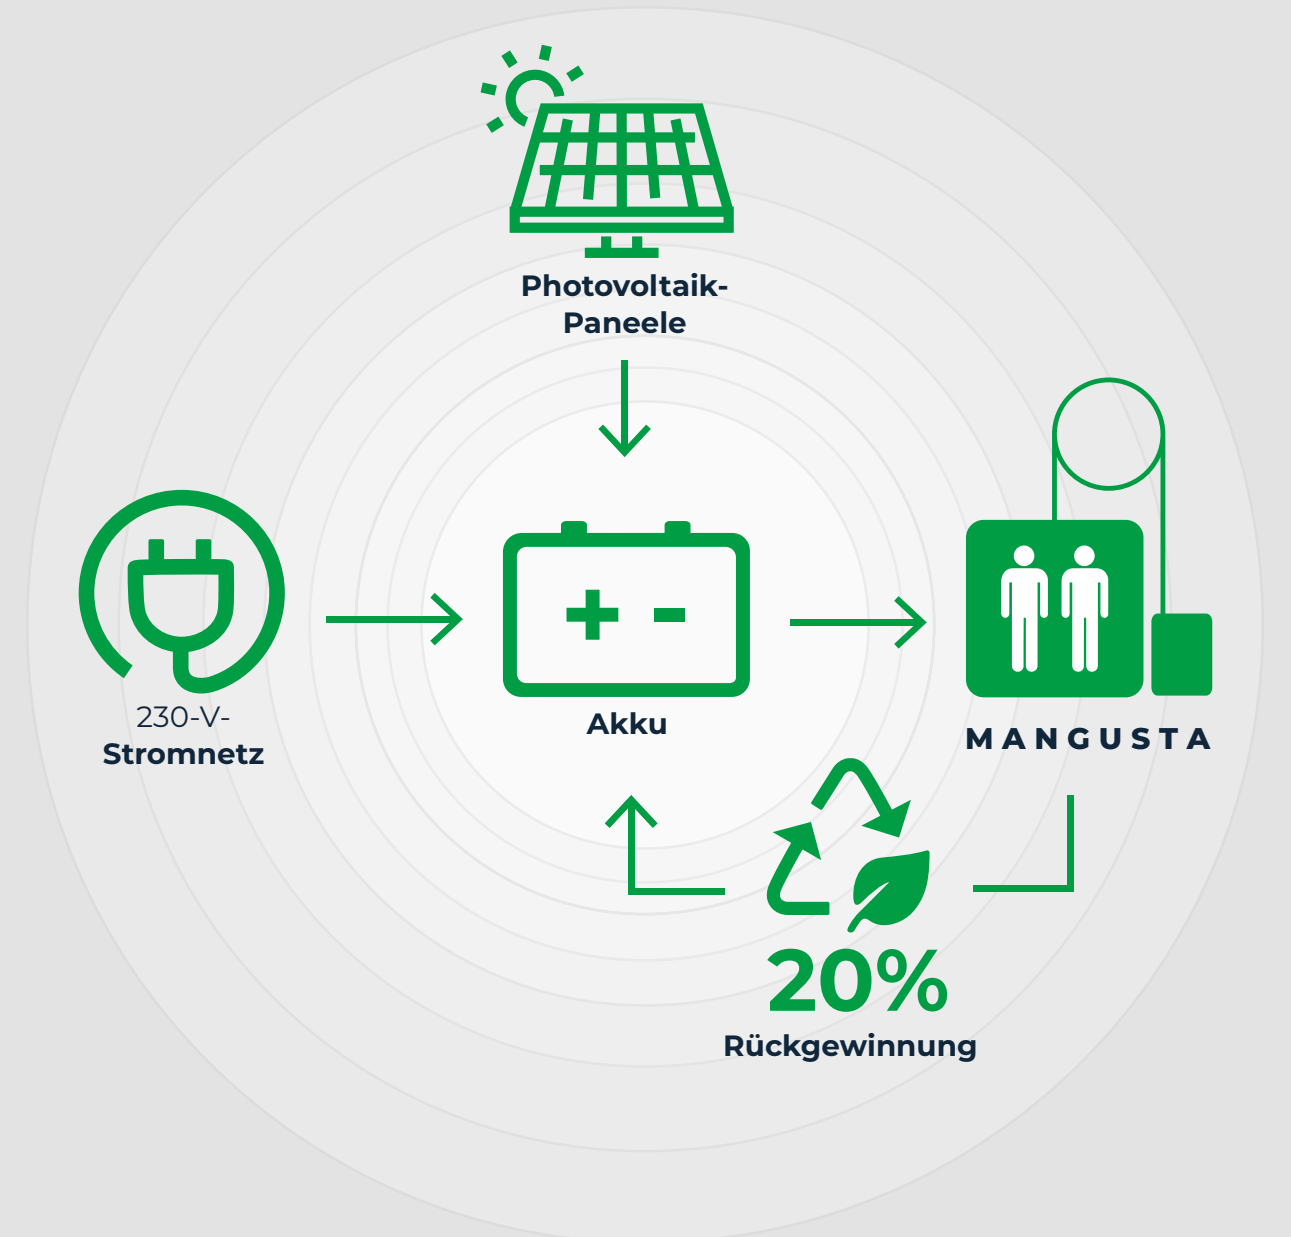 Photovoltaik-
Paneele
230-V-
Stromnetz
Akku
MANGUSTA
20%
Rückgewinnung